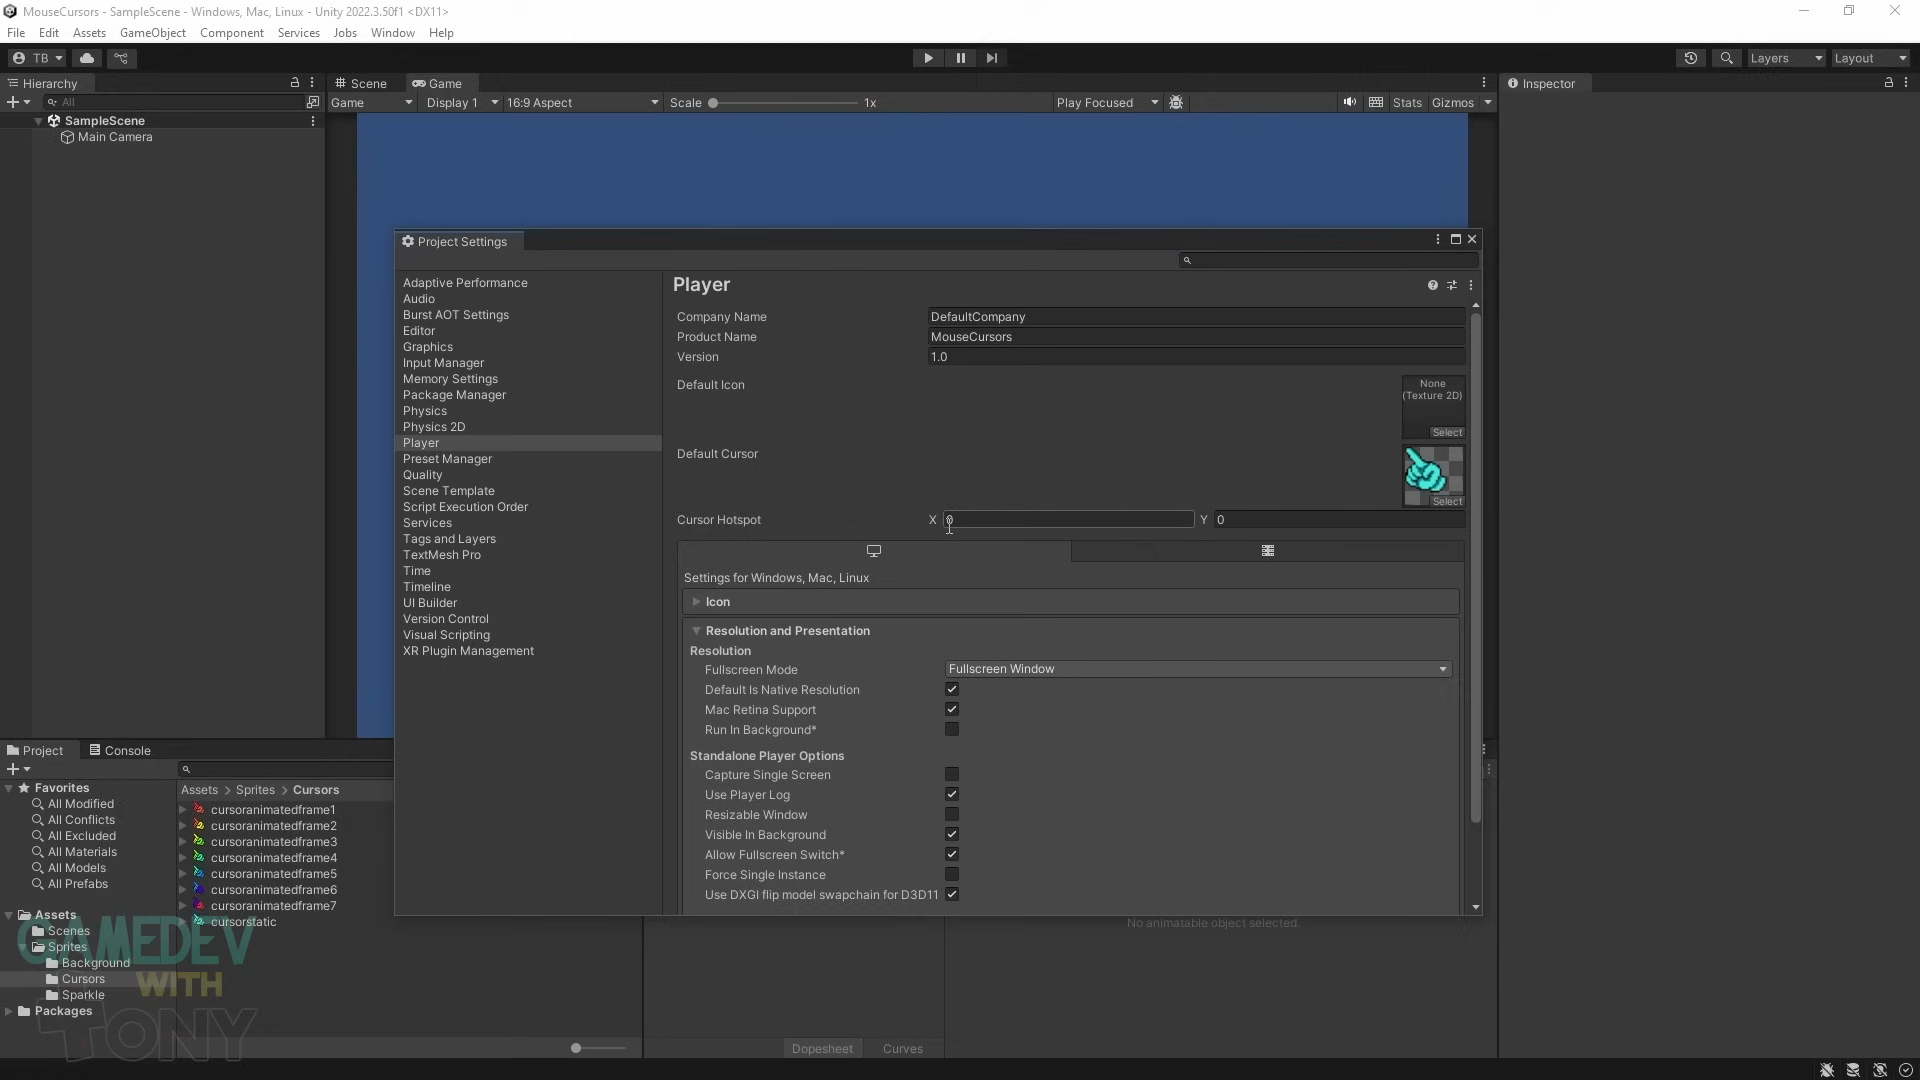 MouseCursors - SampleScene - Windows, Mac, Linux - Unity 2022.3.50f1 <DX11>
File Edit Assets GameObject Component Services Jobs Window Help
TB Layers Layout
Hierarchy Scene Game Inspector
All Game Display 1 16:9 Aspect Scale 1x Play Focused Stats Gizmos
SampleScene
Main Camera
Project Settings
Adaptive Performance
Audio
Burst AOT Settings
Editor
Graphics
Input Manager
Memory Settings
Package Manager
Physics
Physics 2D
Player
Preset Manager
Quality
Scene Template
Script Execution Order
Services
Tags and Layers
TextMesh Pro
Time
Timeline
UI Builder
Version Control
Visual Scripting
XR Plugin Management
Player
Company Name DefaultCompany
Product Name MouseCursors
Version 1.0
Default Icon
None
(Texture 2D)
Select
Default Cursor
Select
Cursor Hotspot X 0 Y 0
Settings for Windows, Mac, Linux
Icon
Resolution and Presentation
Resolution
Fullscreen Mode Fullscreen Window
Default Is Native Resolution
Mac Retina Support
Run In Background*
Standalone Player Options
Capture Single Screen
Use Player Log
Resizable Window
Visible In Background
Allow Fullscreen Switch*
Force Single Instance
Use DXGI flip model swapchain for D3D11
Project Console
Favorites
All Modified
All Conflicts
All Excluded
All Materials
All Models
All Prefabs
Assets
Scenes
Sprites
Background
Cursors
Sparkle
Packages
Assets > Sprites > Cursors
cursoranimatedframe1
cursoranimatedframe2
cursoranimatedframe3
cursoranimatedframe4
cursoranimatedframe5
cursoranimatedframe6
cursoranimatedframe7
cursorstatic
No animatable object selected.
Dopesheet Curves
GAMEDEV
WITH
TONY